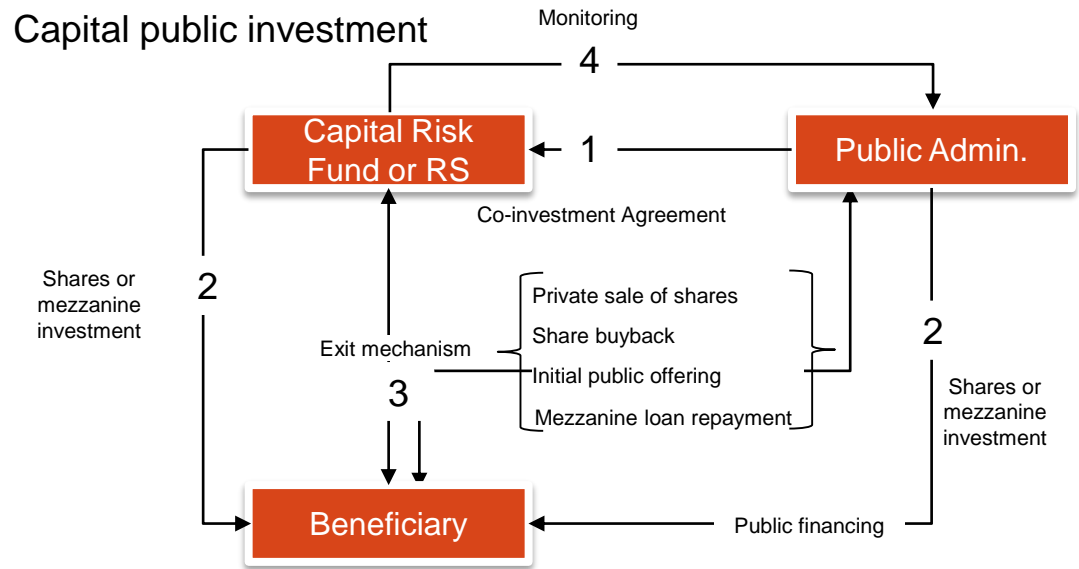 Capital public investment
Monitoring
4
Capital Risk
Fund or RS
1
Public Admin.
Co-investment Agreement
Shares or
mezzanine
investment
2
Private sale of shares
Share buyback
Exit mechanism
Initial public offering
3
Mezzanine loan repayment
2
Shares or
mezzanine
investment
Beneficiary
Public financing